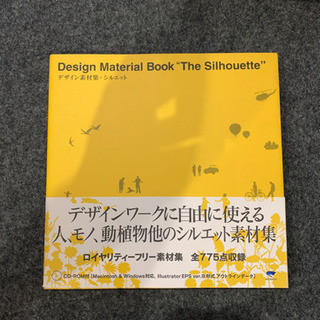 Design Material Book “The Silhouette”
デザイン素材集・シルエット
デザインワークに自由に使える
人、モノ、動植物他のシルエット素材集
ロイヤリティーフリー素材集 全775点収録
CD-ROM付 [Macintosh & Windows対応, Illustrator EPS ver.8形式アウトラインデータ]